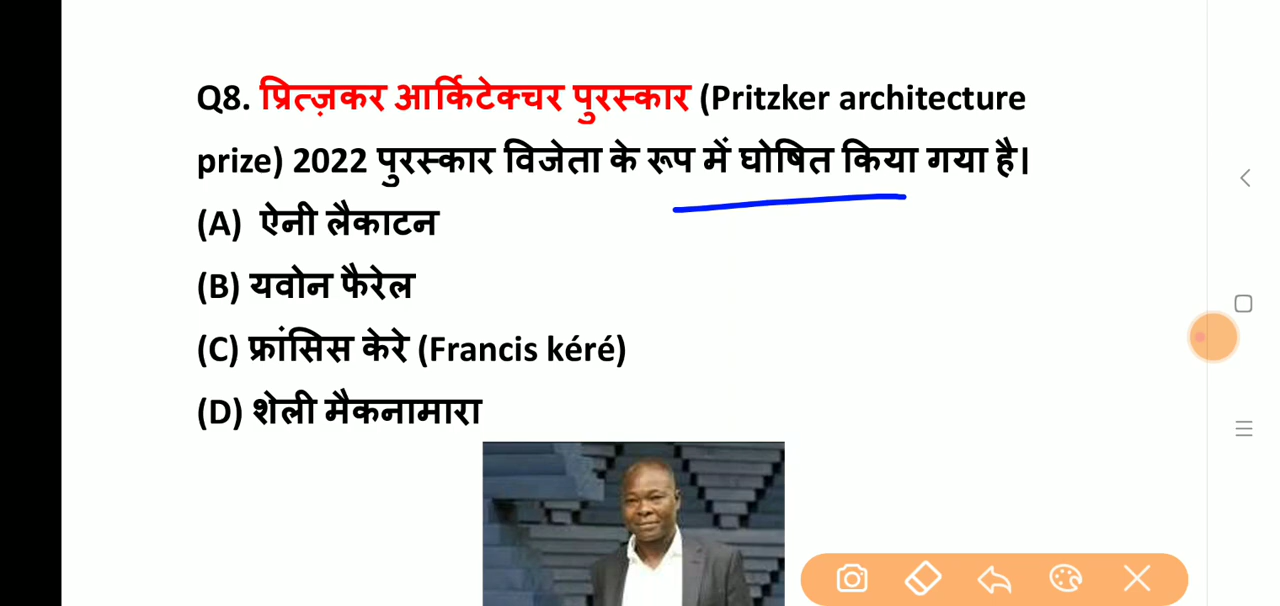 Q8. प्रित्ज़कर आर्किटेक्चर पुरस्कार (Pritzker architecture
prize) 2022 पुरस्कार विजेता के रूप में घोषित किया गया है।
(A) ऐनी लैकाटन
(B) यवोन फैरेल
(C) फ्रांसिस केरे (Francis kéré)
(D) शेली मैकनामारा